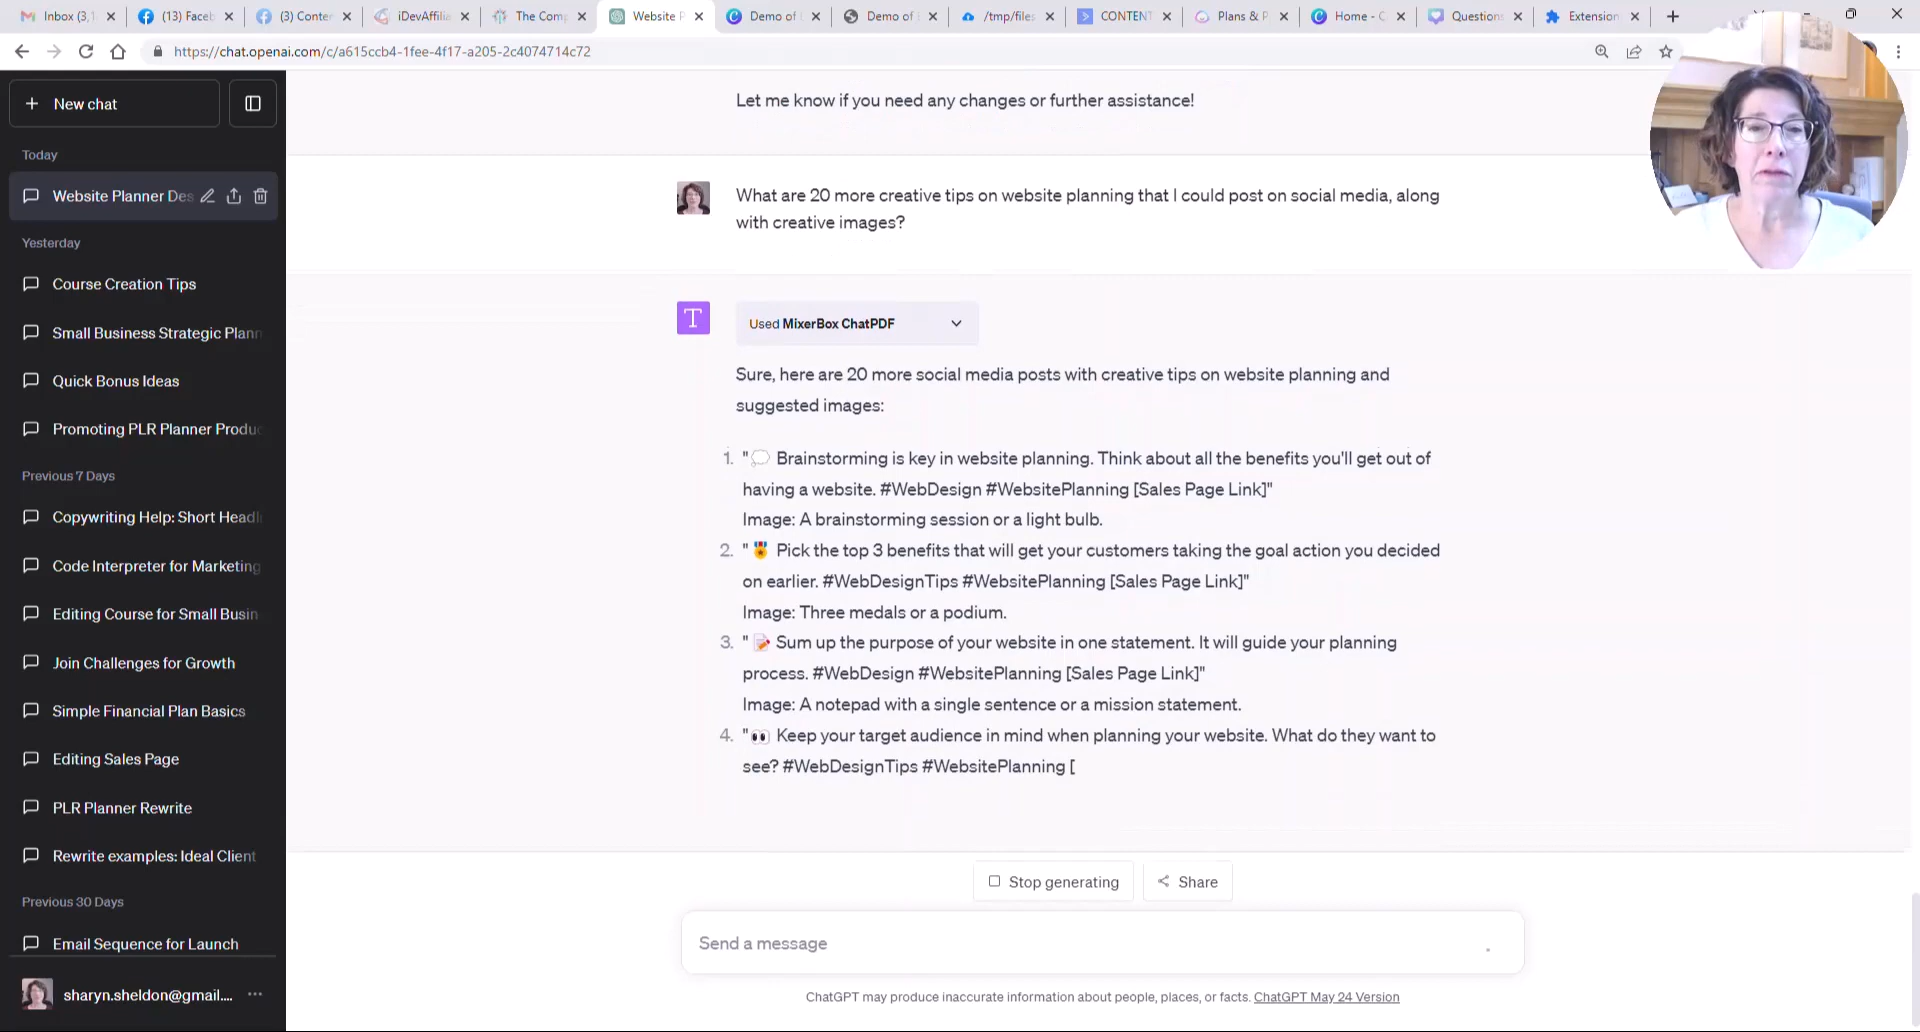 Inbox (3,1
(13) Faceb
(3) Conter
iDevAffilia
The Comp
Website P
Demo of
Demo of
/tmp/files
CONTENT
Plans & P
Home - C
Questions
Extension
https://chat.openai.com/c/a615ccb4-1fee-4f17-a205-2c4074714c72
New chat
Today
Website Planner Des
Yesterday
Course Creation Tips
Small Business Strategic Plann
Quick Bonus Ideas
Promoting PLR Planner Produc
Previous 7 Days
Copywriting Help: Short Headl
Code Interpreter for Marketing
Editing Course for Small Busin
Join Challenges for Growth
Simple Financial Plan Basics
Editing Sales Page
PLR Planner Rewrite
Rewrite examples: Ideal Client
Previous 30 Days
Email Sequence for Launch
sharyn.sheldon@gmail....
Let me know if you need any changes or further assistance!
What are 20 more creative tips on website planning that I could post on social media, along
with creative images?
T
Used MixerBox ChatPDF
Sure, here are 20 more social media posts with creative tips on website planning and
suggested images:
1. "💭 Brainstorming is key in website planning. Think about all the benefits you'll get out of
having a website. #WebDesign #WebsitePlanning [Sales Page Link]"
Image: A brainstorming session or a light bulb.
2. "🏅 Pick the top 3 benefits that will get your customers taking the goal action you decided
on earlier. #WebDesignTips #WebsitePlanning [Sales Page Link]"
Image: Three medals or a podium.
3. "📝 Sum up the purpose of your website in one statement. It will guide your planning
process. #WebDesign #WebsitePlanning [Sales Page Link]"
Image: A notepad with a single sentence or a mission statement.
4. "👀 Keep your target audience in mind when planning your website. What do they want to
see? #WebDesignTips #WebsitePlanning [
Stop generating
Share
Send a message
ChatGPT may produce inaccurate information about people, places, or facts. ChatGPT May 24 Version